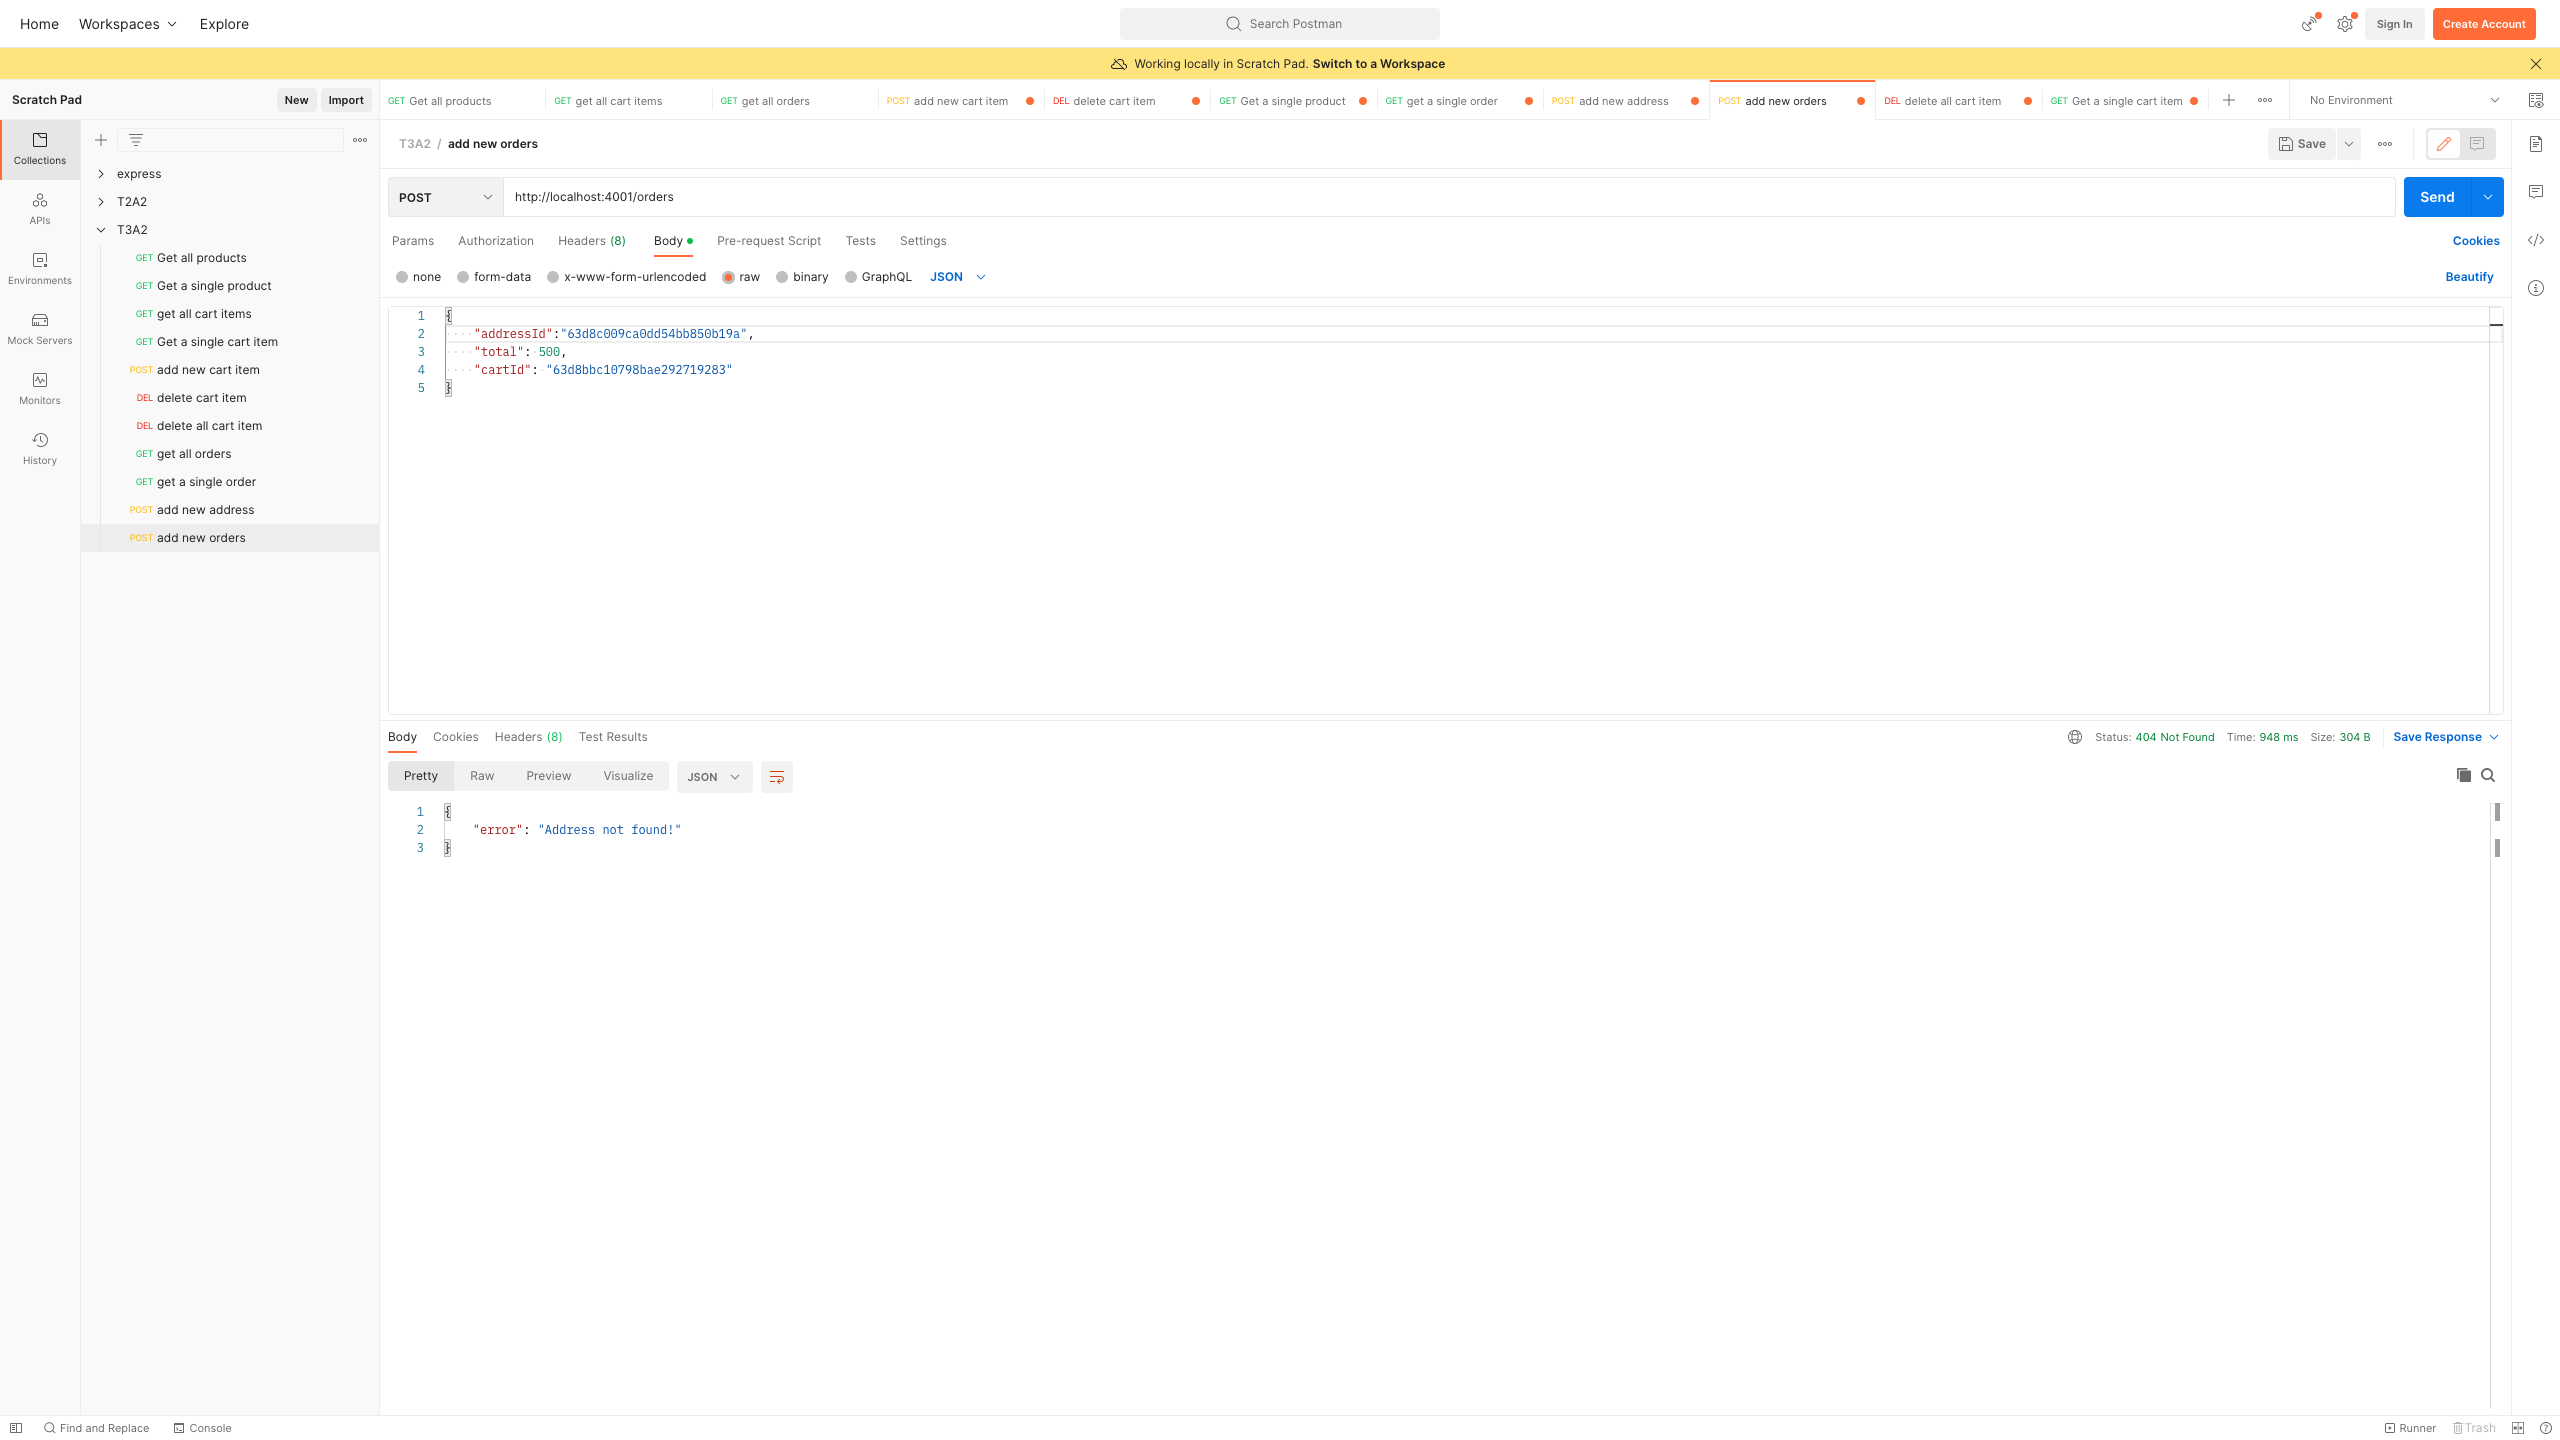 Home Workspaces Explore Search Postman Sign In Create Account
Working locally in Scratch Pad. Switch to a Workspace
Scratch Pad New Import GET Get all products GET get all cart items GET get all orders POST add new cart item DEL delete cart item GET Get a single product GET get a single order POST add new address POST add new orders DEL delete all cart item GET Get a single cart item No Environment
Collections
APIs
Environments
Mock Servers
Monitors
History
express
T2A2
T3A2
GET Get all products
GET Get a single product
GET get all cart items
GET Get a single cart item
POST add new cart item
DEL delete cart item
DEL delete all cart item
GET get all orders
GET get a single order
POST add new address
POST add new orders
T3A2 / add new orders Save
POST http://localhost:4001/orders Send
Params Authorization Headers (8) Body Pre-request Script Tests Settings Cookies
none form-data x-www-form-urlencoded raw binary GraphQL JSON Beautify
1 {
2 "addressId":"63d8c009ca0dd54bb850b19a",
3 "total": 500,
4 "cartId": "63d8bbc10798bae292719283"
5 }
Body Cookies Headers (8) Test Results Status: 404 Not Found Time: 948 ms Size: 304 B Save Response
Pretty Raw Preview Visualize JSON
1 {
2 "error": "Address not found!"
3 }
Find and Replace Console Runner Trash